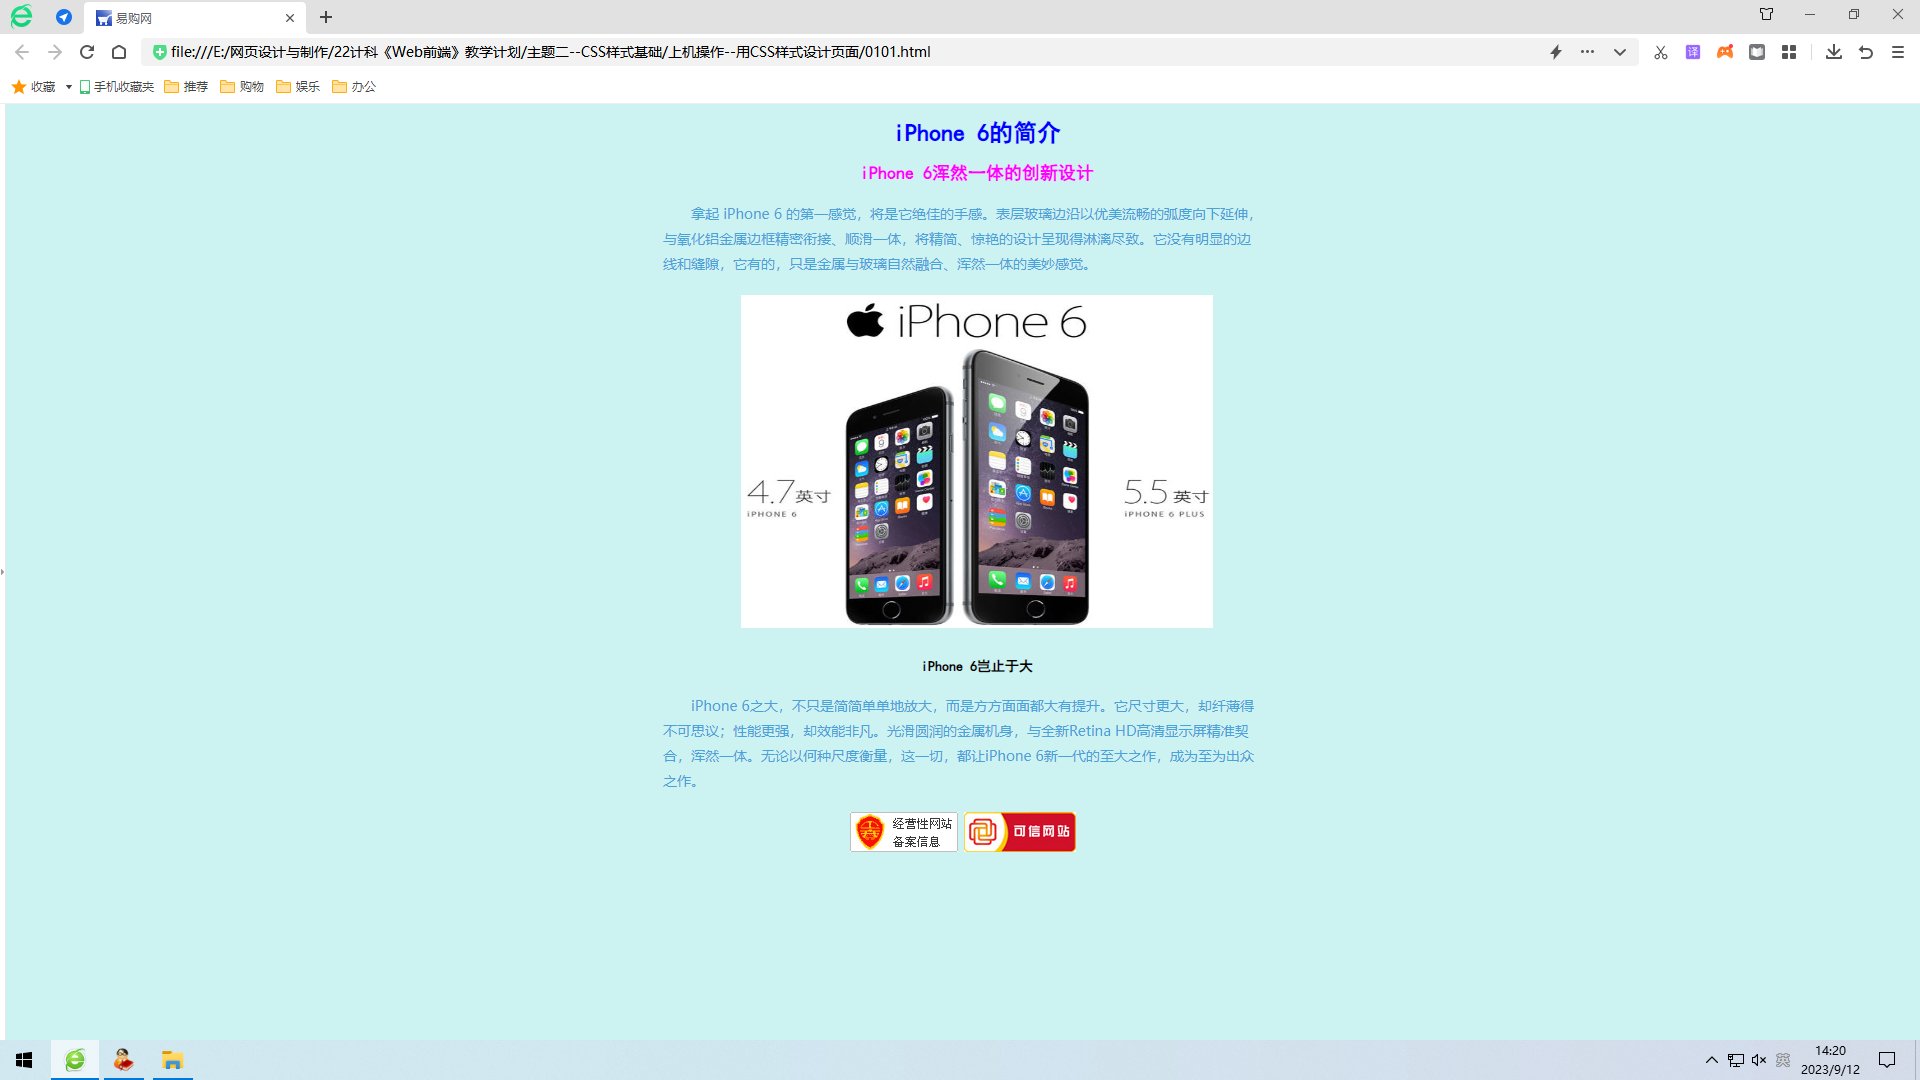 易购网
file:///E:/网页设计与制作/22计科《Web前端》教学计划/主题二--CSS样式基础/上机操作--用CSS样式设计页面/0101.html
译
收藏 手机收藏夹 推荐 购物 娱乐 办公
iPhone 6的简介
iPhone 6浑然一体的创新设计
拿起 iPhone 6 的第一感觉，将是它绝佳的手感。表层玻璃边沿以优美流畅的弧度向下延伸，
与氧化铝金属边框精密衔接、顺滑一体，将精简、惊艳的设计呈现得淋漓尽致。它没有明显的边
线和缝隙，它有的，只是金属与玻璃自然融合、浑然一体的美妙感觉。
iPhone 6
4.7英寸
iPHONE 6
5.5 英寸
iPHONE 6 PLUS
iPhone 6岂止于大
iPhone 6之大，不只是简简单单地放大，而是方方面面都大有提升。它尺寸更大，却纤薄得
不可思议；性能更强，却效能非凡。光滑圆润的金属机身，与全新Retina HD高清显示屏精准契
合，浑然一体。无论以何种尺度衡量，这一切，都让iPhone 6新一代的至大之作，成为至为出众
之作。
经营性网站
备案信息
可信网站
英
14:20
2023/9/12